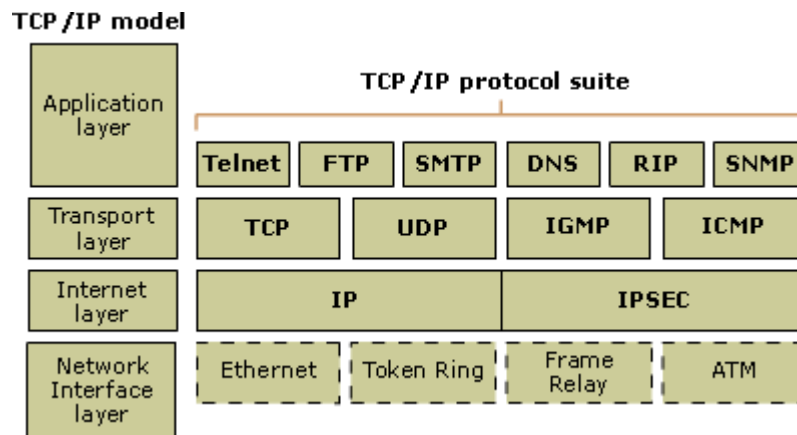 TCP/IP model
TCP/IP protocol suite
Application
layer
Telnet FTP SMTP DNS RIP SNMP
Transport
layer
TCP UDP IGMP ICMP
Internet
layer
IP IPSEC
Network
Interface
layer
Ethernet Token Ring Frame
Relay ATM